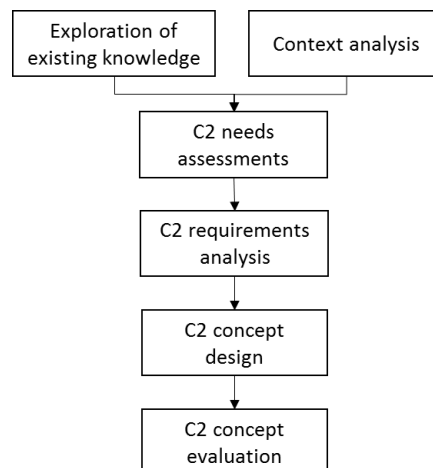 Exploration of
existing knowledge
Context analysis
C2 needs
assessments
C2 requirements
analysis
C2 concept
design
C2 concept
evaluation